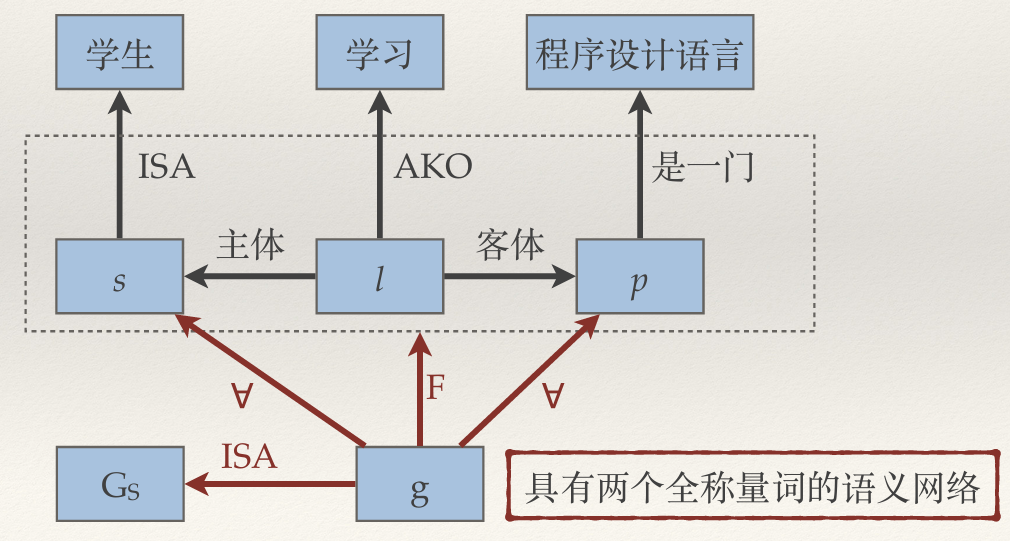 学生
学习
程序设计语言
ISA
AKO
是一门
主体
客体
s
l
p
∀
F
∀
ISA
Gs
g
具有两个全称量词的语义网络